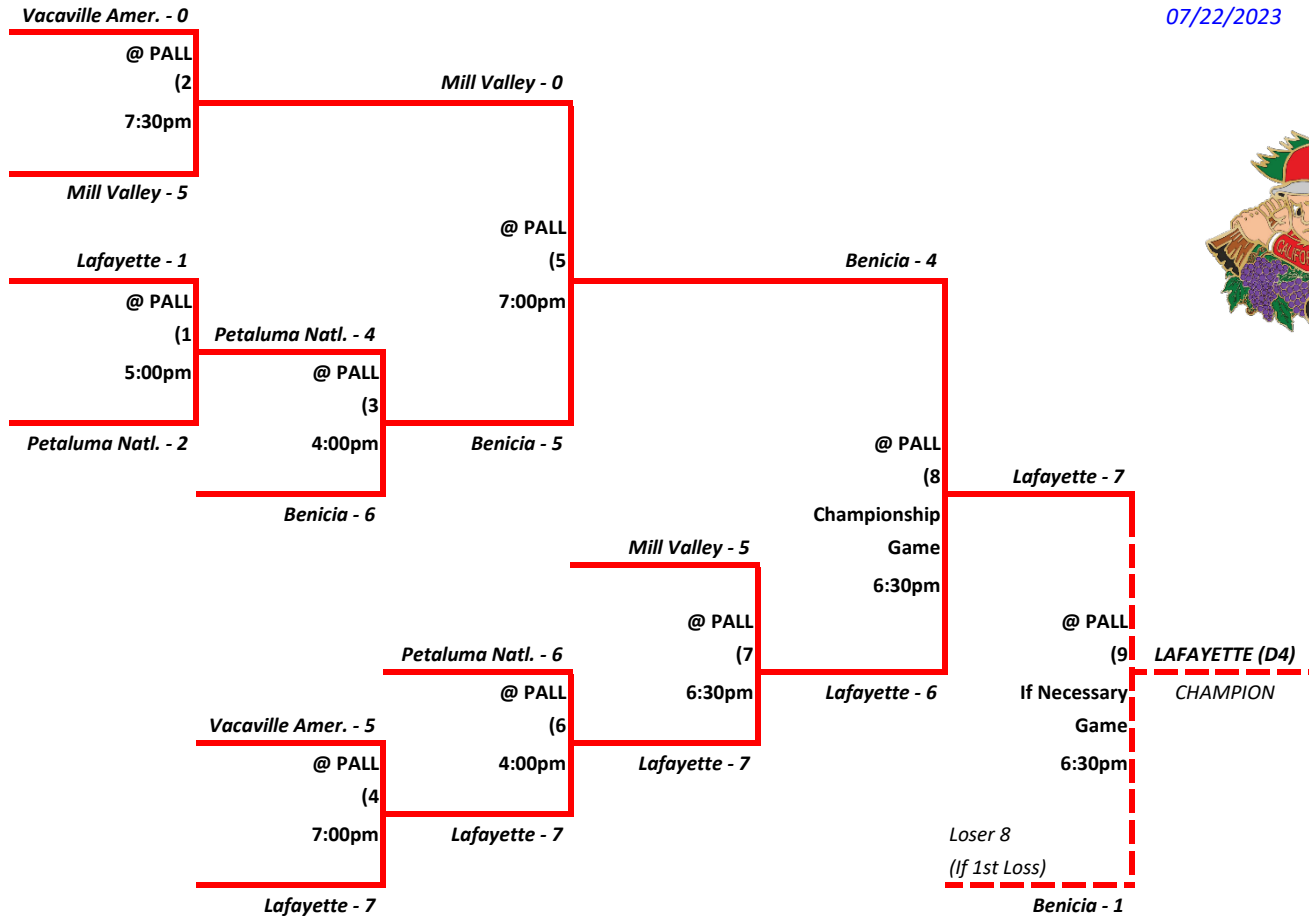 Vacaville Amer. - 0
07/22/2023
@ PALL
(2
7:30pm
Mill Valley - 0
Mill Valley - 5
Lafayette - 1
@ PALL
(1
5:00pm
Petaluma Natl. - 2
Petaluma Natl. - 4
@ PALL
(3
4:00pm
Benicia - 6
@ PALL
(5
7:00pm
Benicia - 5
Benicia - 4
@ PALL
(8
Championship
Game
6:30pm
Lafayette - 7
Mill Valley - 5
@ PALL
(7
6:30pm
Lafayette - 6
Petaluma Natl. - 6
@ PALL
(6
4:00pm
Lafayette - 7
Vacaville Amer. - 5
@ PALL
(4
7:00pm
Lafayette - 7
Lafayette - 7
@ PALL
(9
If Necessary
Game
6:30pm
LAFAYETTE (D4)
CHAMPION
Loser 8
(If 1st Loss)
Benicia - 1
CALIFOR